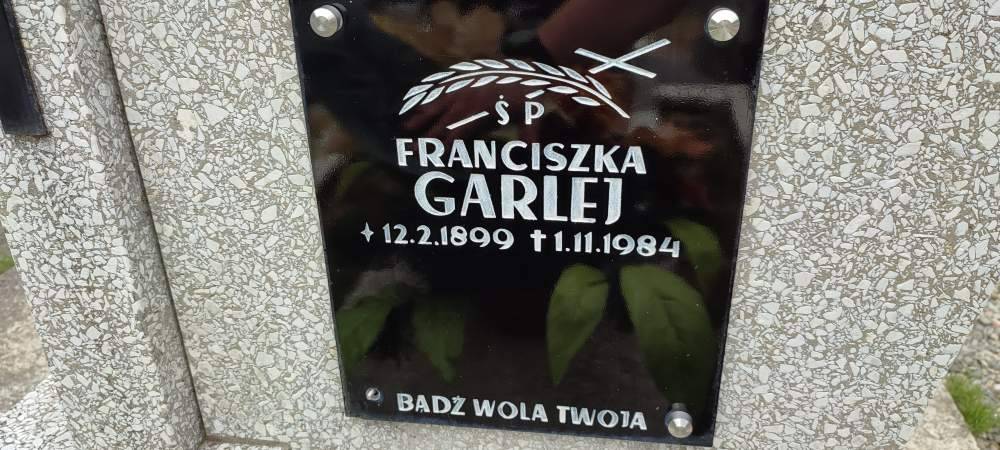 Ś P
FRANCISZKA
GARLEJ
✦ 12.2.1899 ✝ 1.11.1984
BĄDŹ WOLA TWOJA